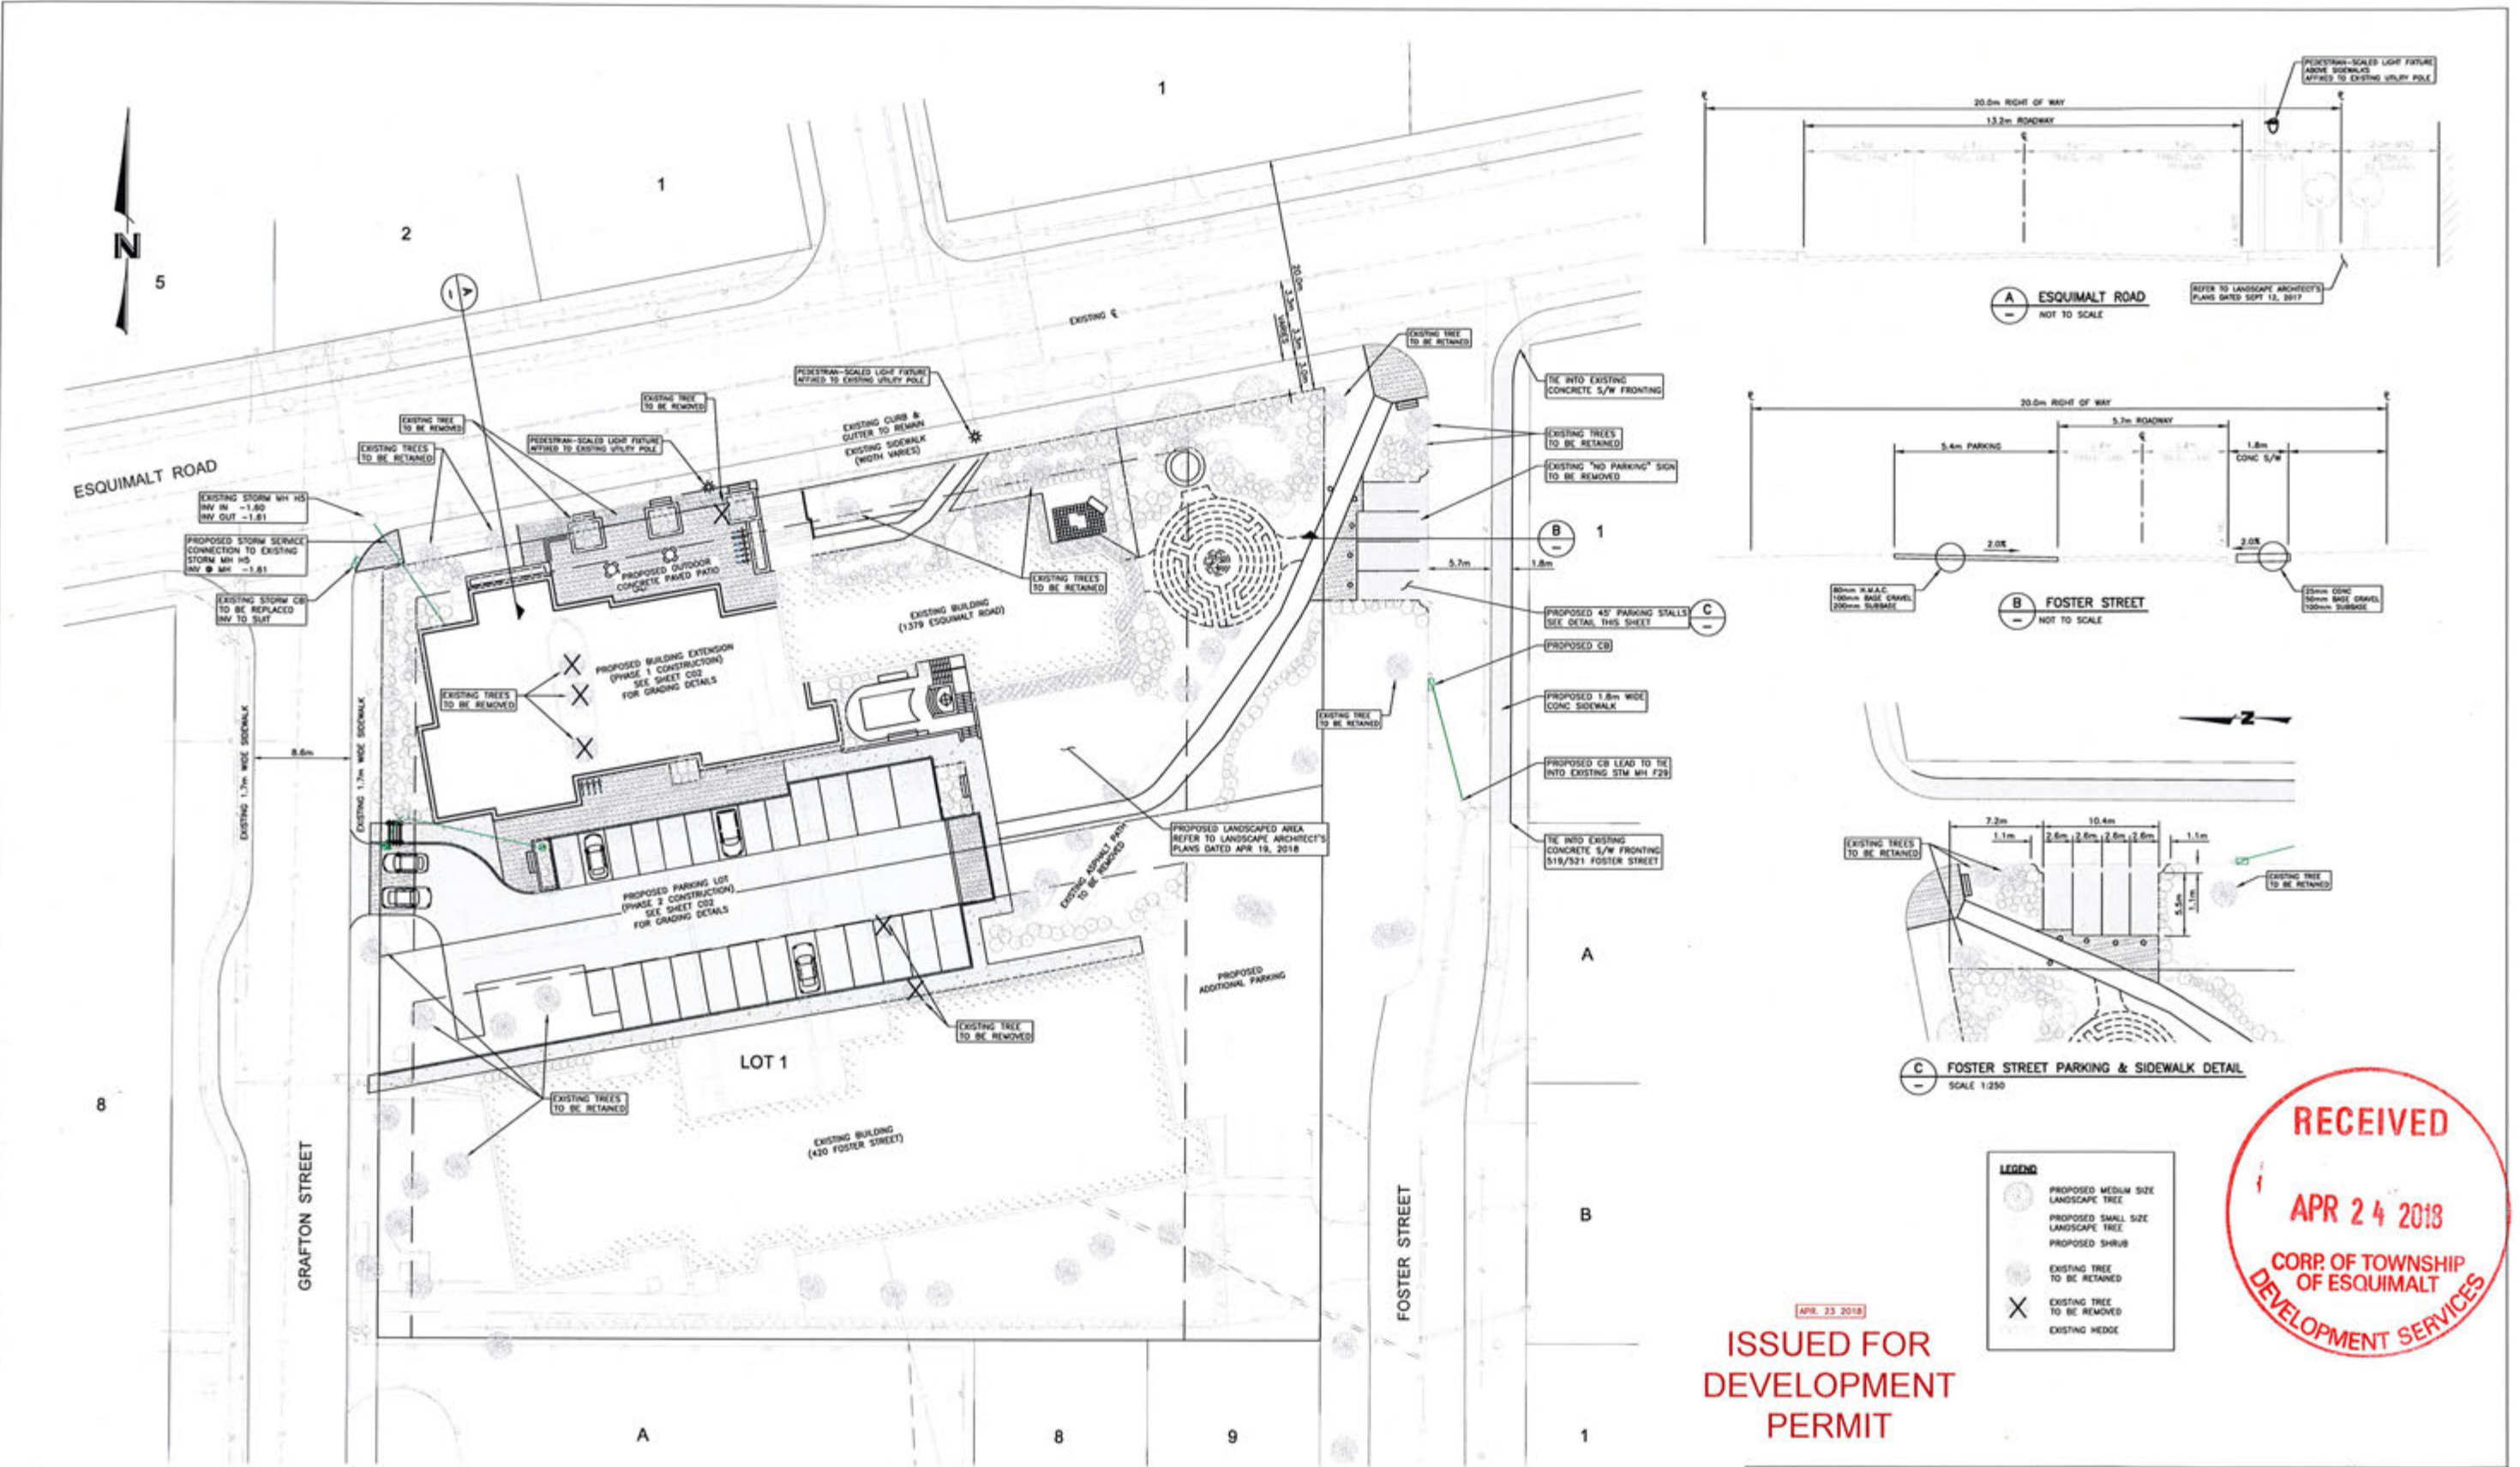 1
1
2
N
5
A
ESQUIMALT ROAD
EXISTING ℄
20.0m
3.3m
3.3m
3.0m
VARIES
PEDESTRIAN-SCALED LIGHT FIXTURE
AFFIXED TO EXISTING UTILITY POLE
EXISTING TREE
TO BE REMOVED
EXISTING TREE
TO BE REMOVED
PEDESTRIAN-SCALED LIGHT FIXTURE
AFFIXED TO EXISTING UTILITY POLE
EXISTING TREES
TO BE RETAINED
EXISTING CURB &
GUTTER TO REMAIN
EXISTING SIDEWALK
(WIDTH VARIES)
EXISTING STORM MH H5
INV IN -1.60
INV OUT -1.61
PROPOSED STORM SERVICE
CONNECTION TO EXISTING
STORM MH H5
INV @ MH -1.61
EXISTING STORM CB
TO BE REPLACED
INV TO SUIT
PROPOSED OUTDOOR
CONCRETE PAVED PATIO
EXISTING TREES
TO BE RETAINED
EXISTING BUILDING
(1379 ESQUIMALT ROAD)
PROPOSED BUILDING EXTENSION
(PHASE 1 CONSTRUCTOIN)
SEE SHEET C02
FOR GRADING DETAILS
EXISTING TREES
TO BE REMOVED
EXISTING 1.7m WIDE SIDEWALK
8.6m
EXISTING 1.7m WIDE SIDEWALK
EXISTING TREE
TO BE RETAINED
TIE INTO EXISTING
CONCRETE S/W FRONTING
EXISTING TREES
TO BE RETAINED
EXISTING "NO PARKING" SIGN
TO BE REMOVED
B
1
5.7m
1.8m
PROPOSED 45° PARKING STALLS
SEE DETAIL THIS SHEET
C
PROPOSED CB
PROPOSED 1.8m WIDE
CONC SIDEWALK
EXISTING TREE
TO BE RETAINED
PROPOSED CB LEAD TO TIE
INTO EXISTING STM MH F29
PROPOSED LANDSCAPED AREA
REFER TO LANDSCAPE ARCHITECT'S
PLANS DATED APR 19, 2018
TIE INTO EXISTING
CONCRETE S/W FRONTING
519/521 FOSTER STREET
EXISTING ASPHALT PATH
TO BE REMOVED
PROPOSED PARKING LOT
(PHASE 2 CONSTRUCTION)
SEE SHEET C02
FOR GRADING DETAILS
PROPOSED
ADDITIONAL PARKING
A
EXISTING TREE
TO BE REMOVED
LOT 1
EXISTING TREES
TO BE RETAINED
8
EXISTING BUILDING
(420 FOSTER STREET)
GRAFTON STREET
FOSTER STREET
B
A
8
9
1
PEDESTRIAN-SCALED LIGHT FIXTURE
ABOVE SIDEWALKS
AFFIXED TO EXISTING UTILITY POLE
20.0m RIGHT OF WAY
13.2m ROADWAY
A
ESQUIMALT ROAD
NOT TO SCALE
REFER TO LANDSCAPE ARCHITECT'S
PLANS DATED SEPT 12, 2017
20.0m RIGHT OF WAY
5.7m ROADWAY
5.4m PARKING
1.8m
CONC S/W
2.0%
2.0%
80mm H.M.A.C.
100mm BASE GRAVEL
200mm SUBBASE
25mm CONC
50mm BASE GRAVEL
100mm SUBBASE
B
FOSTER STREET
NOT TO SCALE
N
7.2m
10.4m
1.1m
2.6m
2.6m
2.6m
2.6m
1.1m
EXISTING TREES
TO BE RETAINED
EXISTING TREE
TO BE RETAINED
5.5m
1.1m
C
FOSTER STREET PARKING & SIDEWALK DETAIL
SCALE 1:250
LEGEND
PROPOSED MEDIUM SIZE
LANDSCAPE TREE
PROPOSED SMALL SIZE
LANDSCAPE TREE
PROPOSED SHRUB
EXISTING TREE
TO BE RETAINED
EXISTING TREE
TO BE REMOVED
EXISTING HEDGE
RECEIVED
APR 24 2018
CORP. OF TOWNSHIP
OF ESQUIMALT
DEVELOPMENT SERVICES
APR. 23 2018
ISSUED FOR
DEVELOPMENT
PERMIT